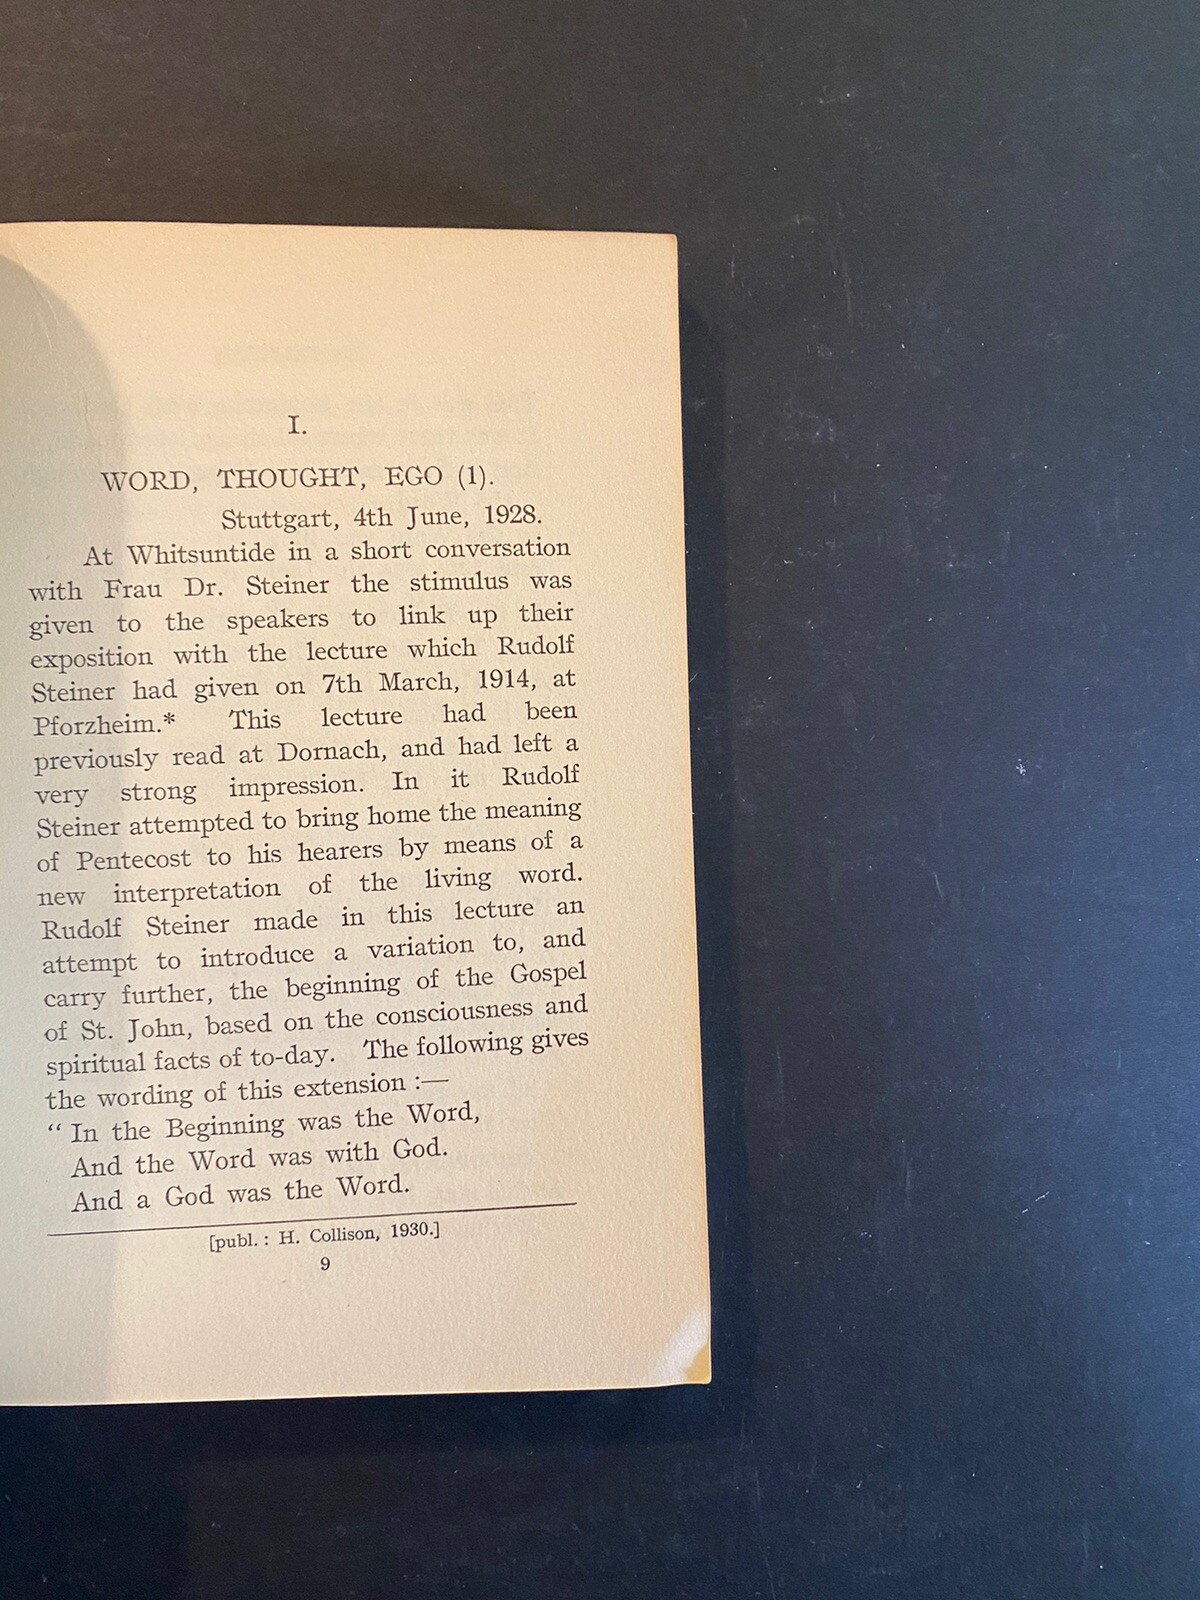 I.
WORD, THOUGHT, EGO (1).
Stuttgart, 4th June, 1928.
At Whitsuntide in a short conversation
with Frau Dr. Steiner the stimulus was
given to the speakers to link up their
exposition with the lecture which Rudolf
Steiner had given on 7th March, 1914, at
Pforzheim.* This lecture had been
previously read at Dornach, and had left a
very strong impression. In it Rudolf
Steiner attempted to bring home the meaning
of Pentecost to his hearers by means of a
new interpretation of the living word.
Rudolf Steiner made in this lecture an
attempt to introduce a variation to, and
carry further, the beginning of the Gospel
of St. John, based on the consciousness and
spiritual facts of to-day. The following gives
the wording of this extension :—
“ In the Beginning was the Word,
And the Word was with God.
And a God was the Word.
[publ. : H. Collison, 1930.]
9